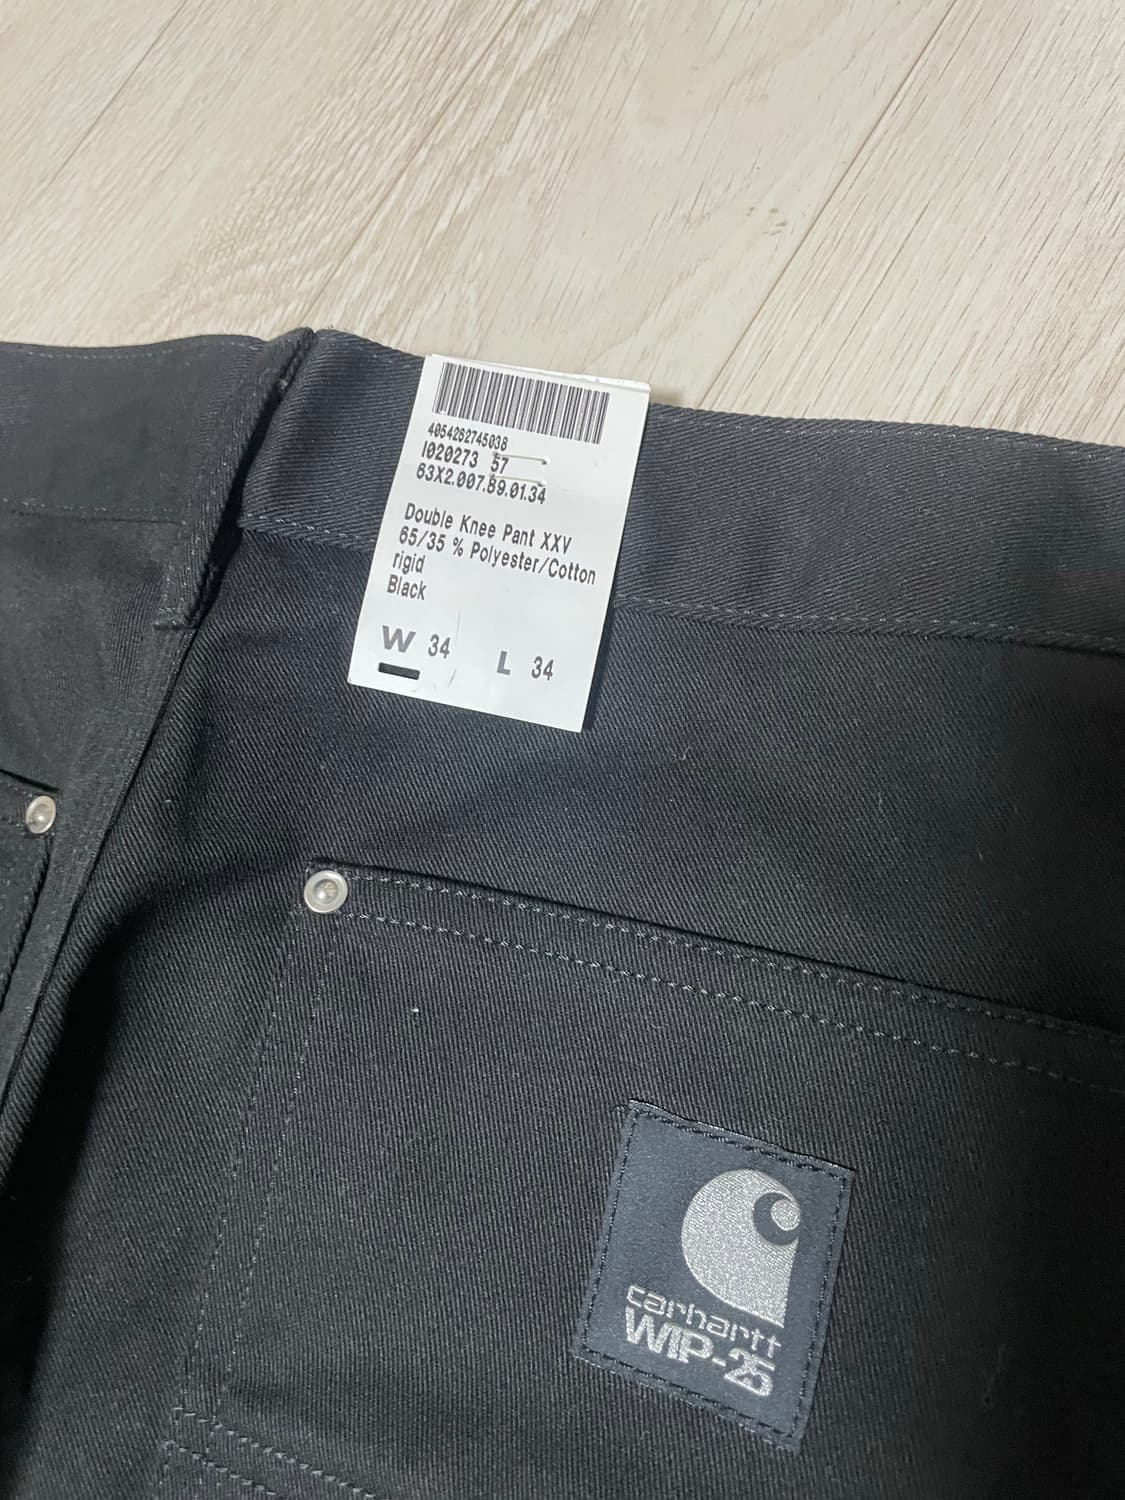 4054262745038
I020273 57
63X2.007.89.01.34
Double Knee Pant XXV
65/35 % Polyester/Cotton
rigid
Black
W 34 L 34
carhartt
WIP-25